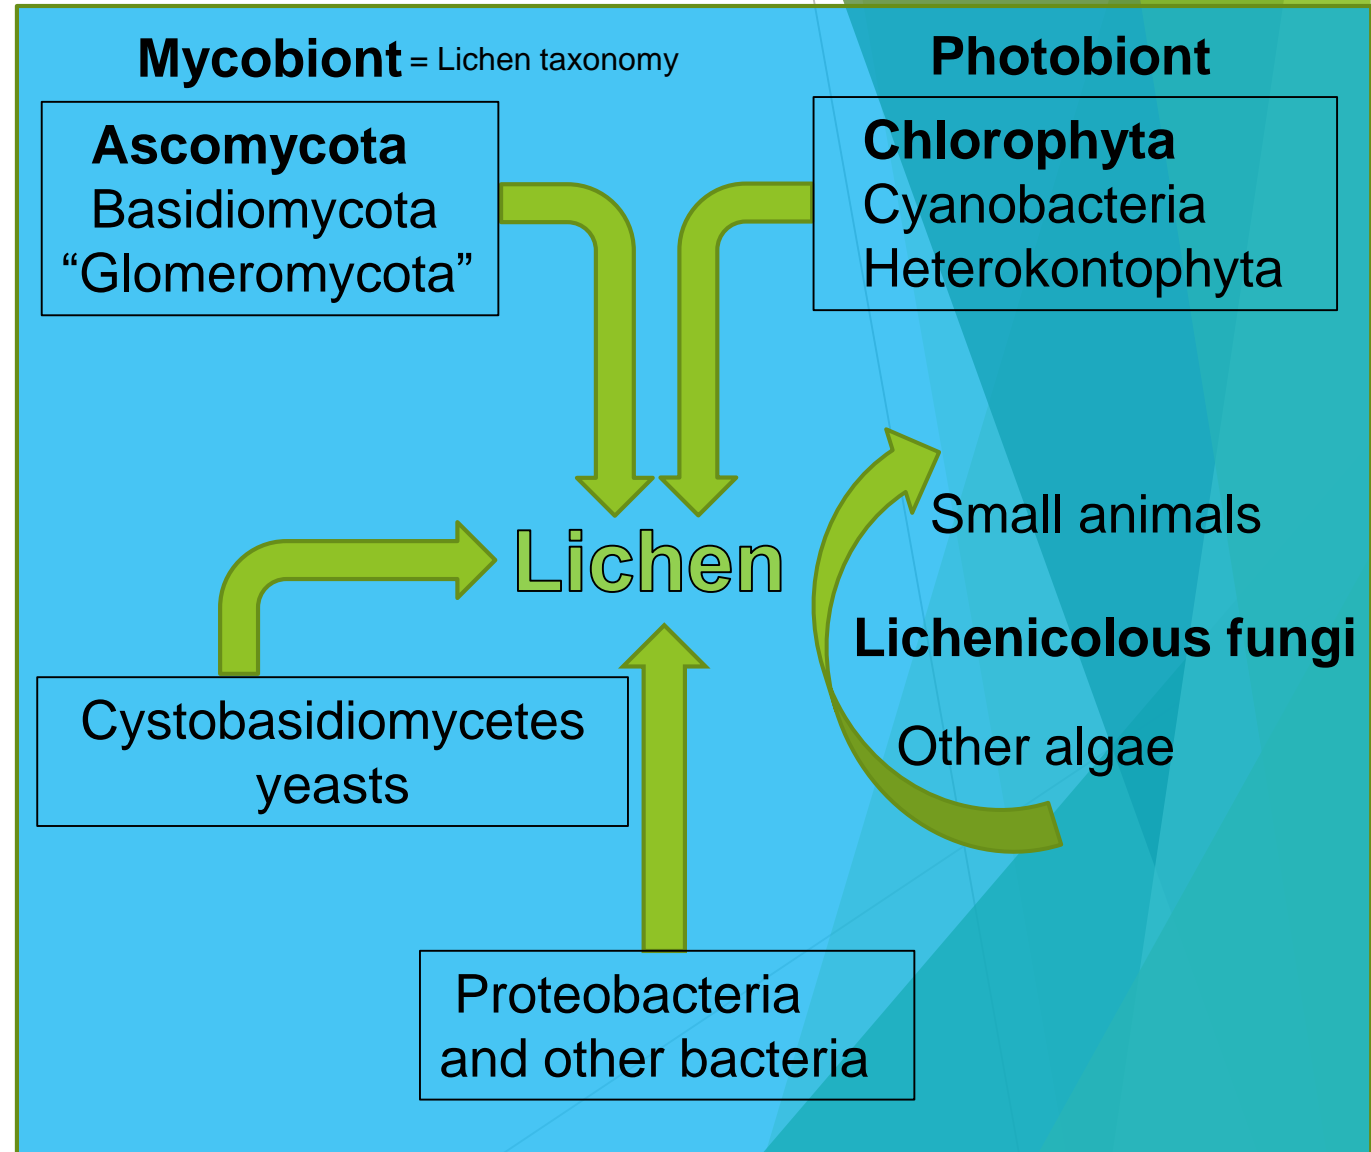 Mycobiont = Lichen taxonomy
Ascomycota
Basidiomycota
“Glomeromycota”
Photobiont
Chlorophyta
Cyanobacteria
Heterokontophyta
Lichen
Small animals
Lichenicolous fungi
Other algae
Cystobasidiomycetes
yeasts
Proteobacteria
and other bacteria